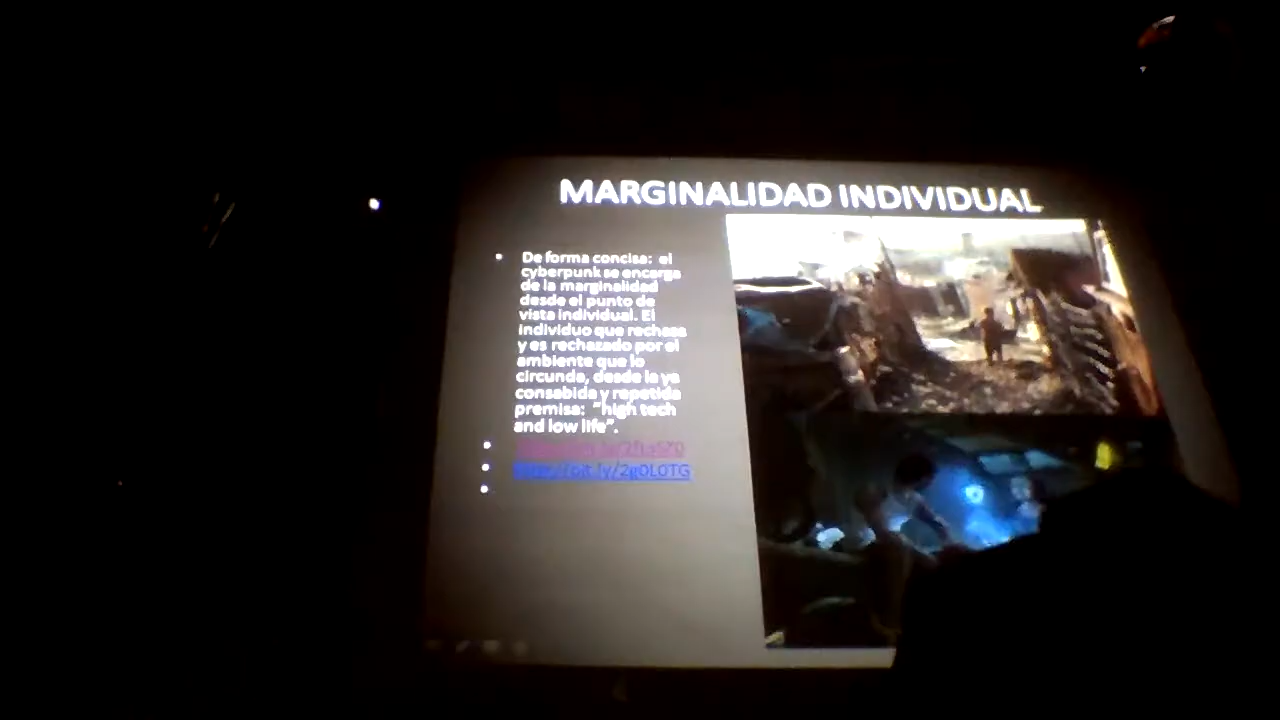 MARGINALIDAD INDIVIDUAL
De forma concisa: el
cyberpunk se encarga
de la marginalidad
desde el punto de
vista individual. El
individuo que rechaza
y es rechazado por el
ambiente que lo
circunda, desde la ya
consabida y repetida
premisa: "high tech
and low life".